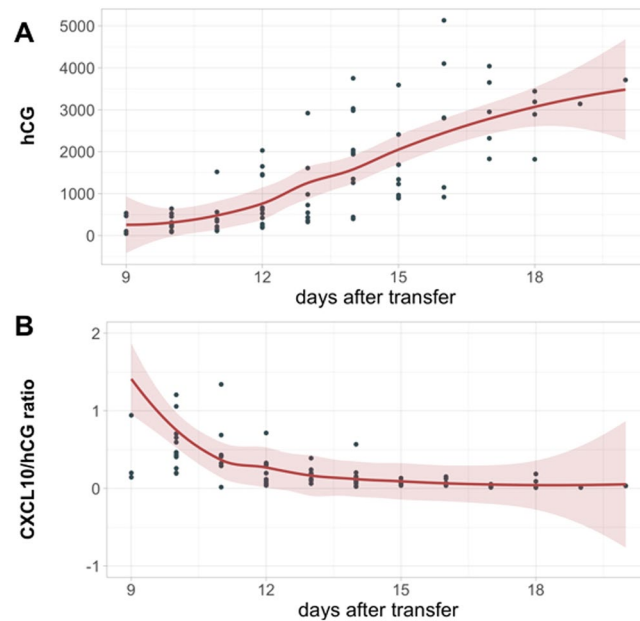 A
hCG
5000
4000
3000
2000
1000
0
9 12 15 18
days after transfer
B
CXCL10/hCG ratio
2
1
0
-1
9 12 15 18
days after transfer